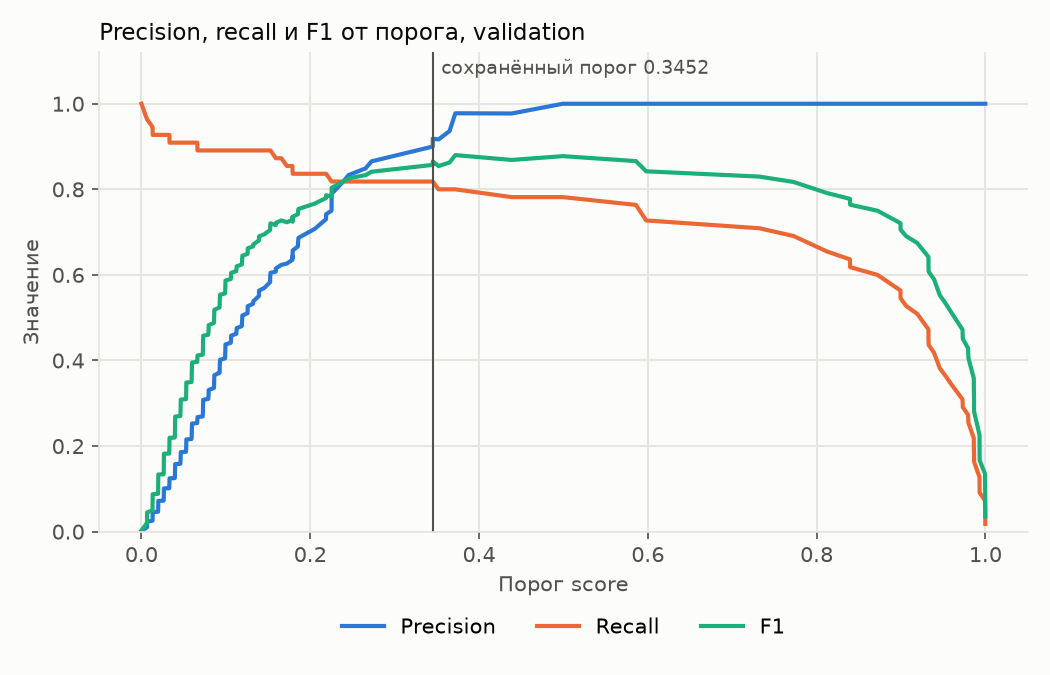 Precision, recall и F1 от порога, validation
сохранённый порог 0.3452
Значение
1.0
0.8
0.6
0.4
0.2
0.0
0.0 0.2 0.4 0.6 0.8 1.0
Порог score
Precision Recall F1